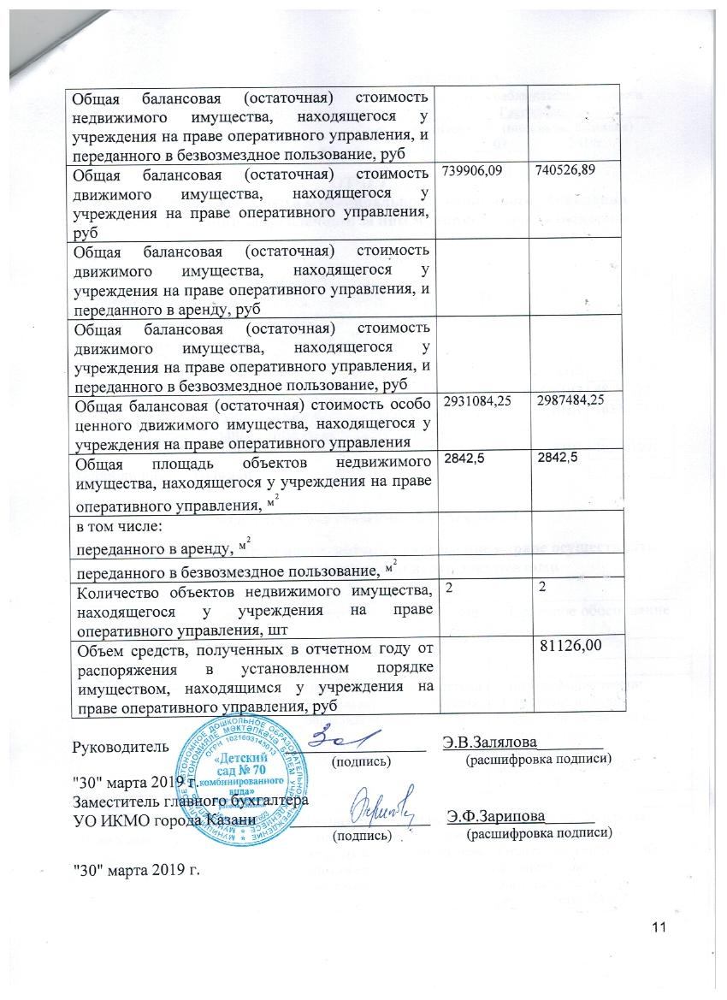 Общая балансовая (остаточная) стоимость
недвижимого имущества, находящегося у
учреждения на праве оперативного управления, и
переданного в безвозмездное пользование, руб
Общая балансовая (остаточная) стоимость 739906,09 740526,89
движимого имущества, находящегося у
учреждения на праве оперативного управления,
руб
Общая балансовая (остаточная) стоимость
движимого имущества, находящегося у
учреждения на праве оперативного управления, и
переданного в аренду, руб
Общая балансовая (остаточная) стоимость
движимого имущества, находящегося у
учреждения на праве оперативного управления, и
переданного в безвозмездное пользование, руб
Общая балансовая (остаточная) стоимость особо 2931084,25 2987484,25
ценного движимого имущества, находящегося у
учреждения на праве оперативного управления
Общая площадь объектов недвижимого 2842,5 2842,5
имущества, находящегося у учреждения на праве
оперативного управления, м²
в том числе:
переданного в аренду, м²
переданного в безвозмездное пользование, м²
Количество объектов недвижимого имущества, 2 2
находящегося у учреждения на праве
оперативного управления, шт
Объем средств, полученных в отчетном году от 81126,00
распоряжения в установленном порядке
имуществом, находящимся у учреждения на
праве оперативного управления, руб
Руководитель Э.В.Залялова
(подпись) (расшифровка подписи)
ОГРН 1021603145013
«Детский
сад № 70
комбинированного
вида»
"30" марта 2019 г.
Заместитель главного бухгалтера
УО ИКМО города Казани Э.Ф.Зарипова
(подпись) (расшифровка подписи)
"30" марта 2019 г.
11